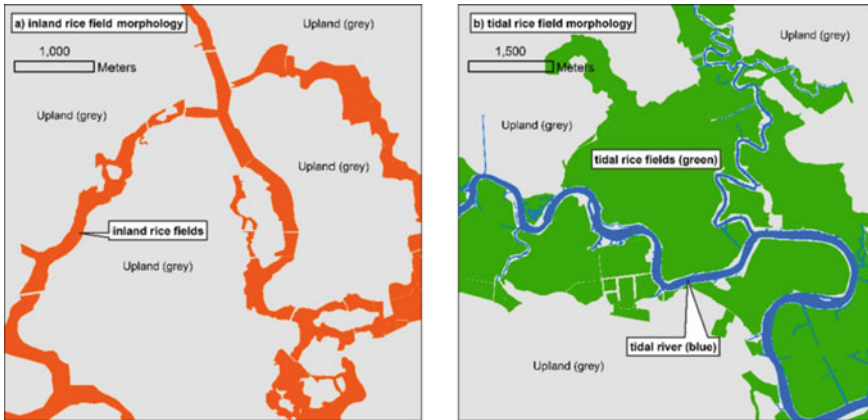 a) inland rice field morphology
Upland (grey)
1,000
Meters
Upland (grey)
Upland (grey)
inland rice fields
Upland (grey)
b) tidal rice field morphology
Upland (grey)
1,500
Meters
Upland (grey)
tidal rice fields (green)
tidal river (blue)
Upland (grey)